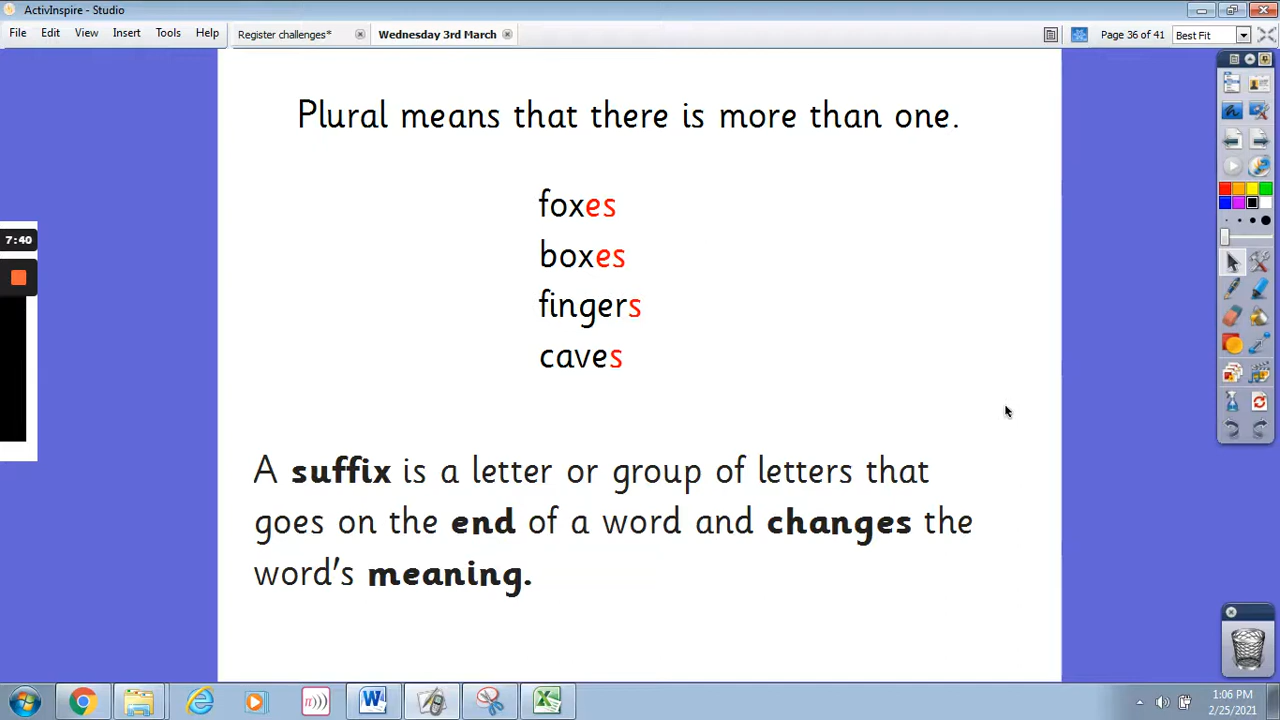 ActivInspire - Studio
File Edit View Insert Tools Help Register challenges* Wednesday 3rd March Page 36 of 41 Best Fit
Plural means that there is more than one.
foxes
boxes
fingers
caves
7:40
A suffix is a letter or group of letters that
goes on the end of a word and changes the
word's meaning.
1:06 PM
2/25/2021